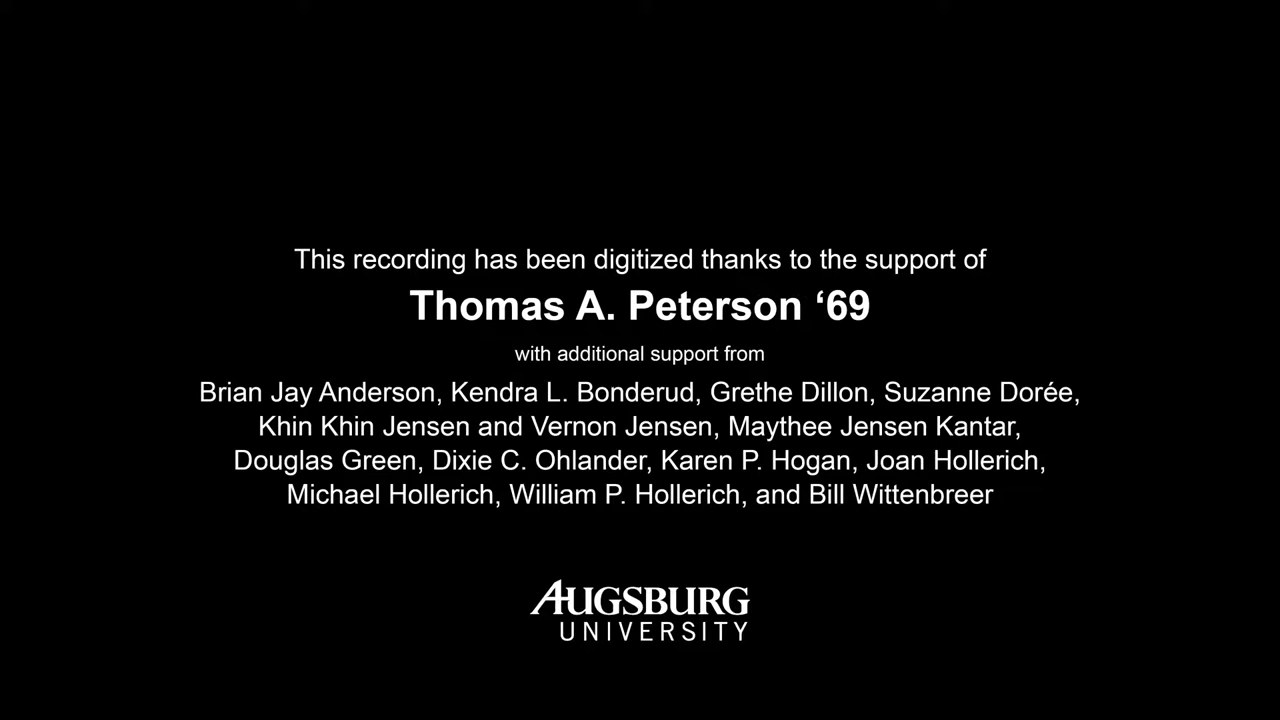 This recording has been digitized thanks to the support of
Thomas A. Peterson ‘69
with additional support from
Brian Jay Anderson, Kendra L. Bonderud, Grethe Dillon, Suzanne Dorée,
Khin Khin Jensen and Vernon Jensen, Maythee Jensen Kantar,
Douglas Green, Dixie C. Ohlander, Karen P. Hogan, Joan Hollerich,
Michael Hollerich, William P. Hollerich, and Bill Wittenbreer
AUGSBURG
UNIVERSITY